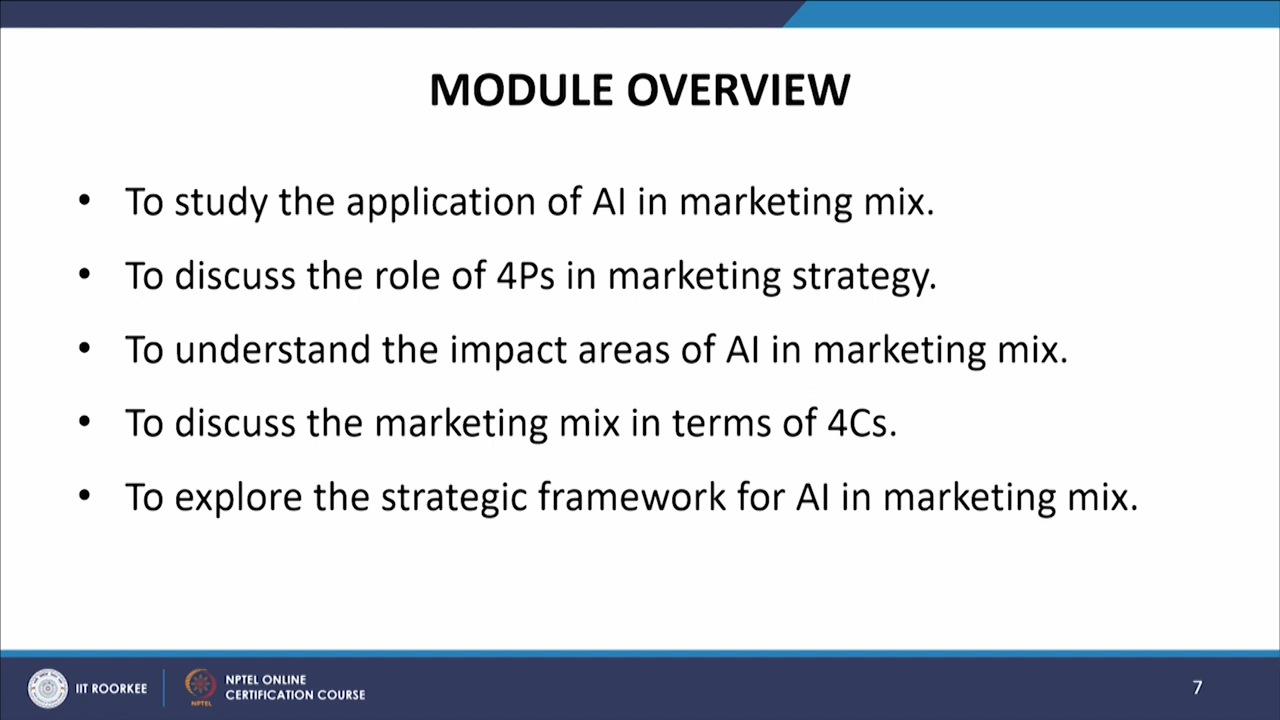 MODULE OVERVIEW
• To study the application of AI in marketing mix.
• To discuss the role of 4Ps in marketing strategy.
• To understand the impact areas of AI in marketing mix.
• To discuss the marketing mix in terms of 4Cs.
• To explore the strategic framework for AI in marketing mix.
IIT ROORKEE
NPTEL
NPTEL ONLINE
CERTIFICATION COURSE
7